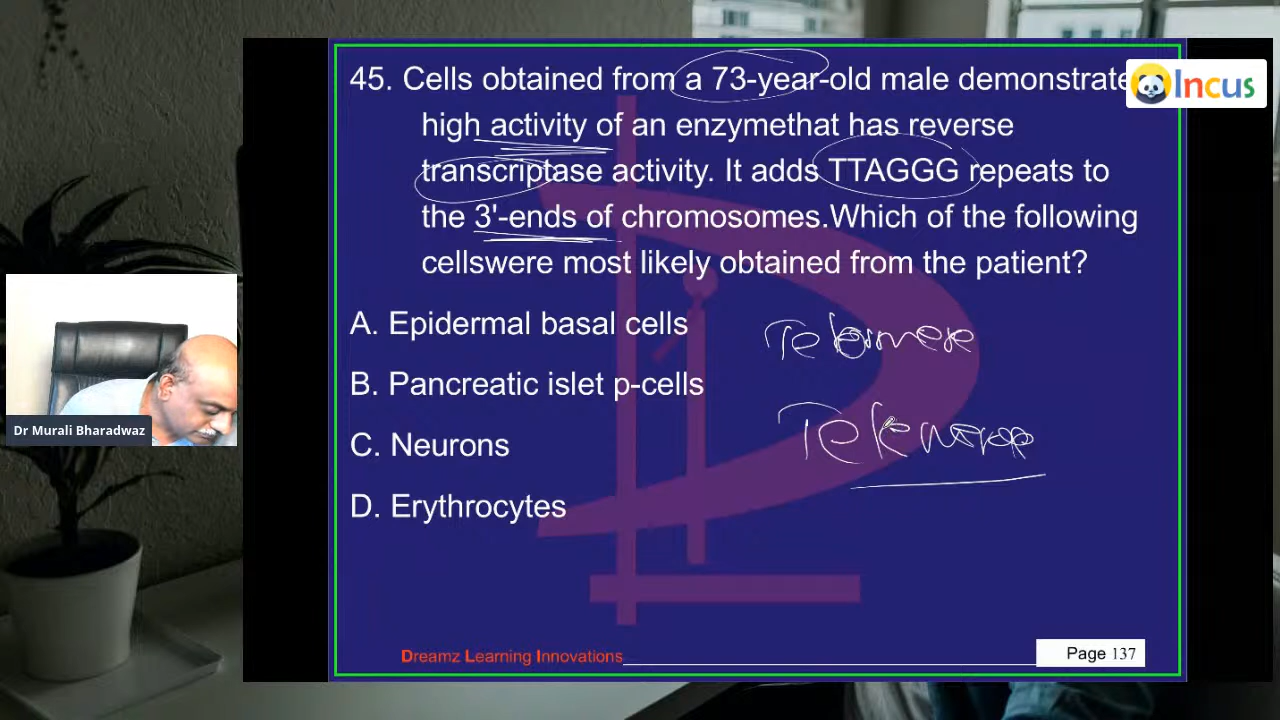 45. Cells obtained from a 73-year-old male demonstrate
high activity of an enzymethat has reverse
transcriptase activity. It adds TTAGGG repeats to
the 3'-ends of chromosomes.Which of the following
cellswere most likely obtained from the patient?
A. Epidermal basal cells
B. Pancreatic islet p-cells
C. Neurons
D. Erythrocytes
Telomere
Dreamz Learning Innovations
Page 137
Incus
Dr Murali Bharadwaz